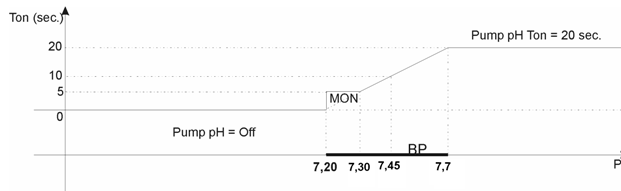 Ton (sec.)
Pump pH Ton = 20 sec.
20
10
5
MON
0
Pump pH = Off
BP
7,20 7,30 7,45 7,7
P